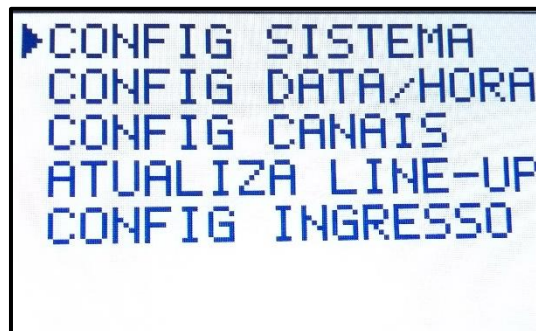 CONFIG SISTEMA
CONFIG DATA/HORA
CONFIG CANAIS
ATUALIZA LINE-UP
CONFIG INGRESSO